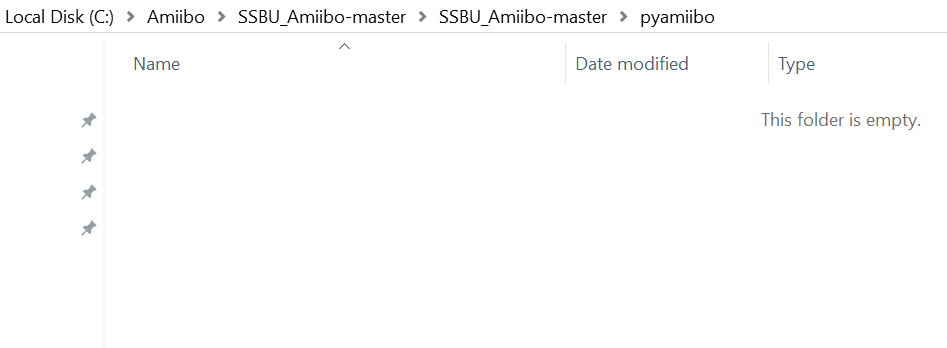 Local Disk (C:) > Amiibo > SSBU_Amiibo-master > SSBU_Amiibo-master > pyamiibo
Name Date modified Type
This folder is empty.